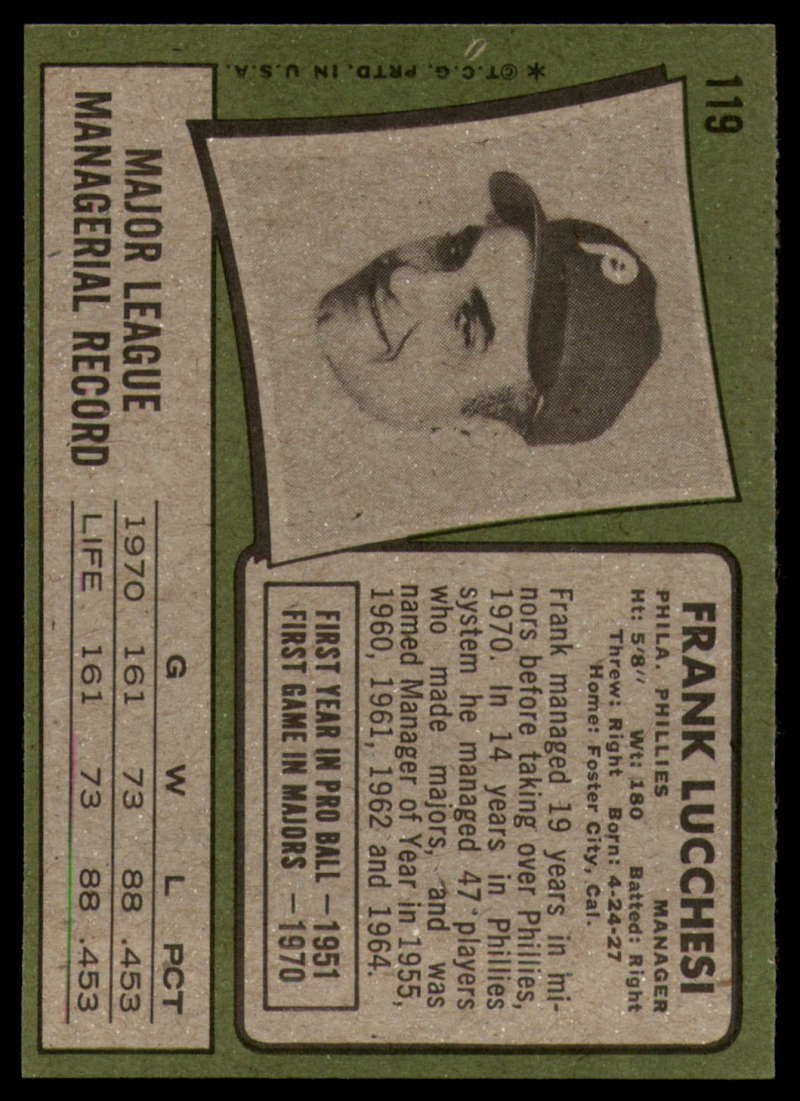 119
✱©T.C.G. PRTD. IN U.S.A.
P
FRANK LUCCHESI
PHILA. PHILLIES MANAGER
Ht: 5'8" Wt: 180 Batted: Right
Threw: Right Born: 4-24-27
Home: Foster City, Cal.
Frank managed 19 years in mi-
nors before taking over Phillies,
1970. In 14 years in Phillies
system he managed 47 players
who made majors, and was
named Manager of Year in 1955,
1960, 1961, 1962 and 1964.
FIRST YEAR IN PRO BALL —1951
FIRST GAME IN MAJORS —1970
MAJOR LEAGUE
MANAGERIAL RECORD
G W L PCT
1970 161 73 88 .453
LIFE 161 73 88 .453